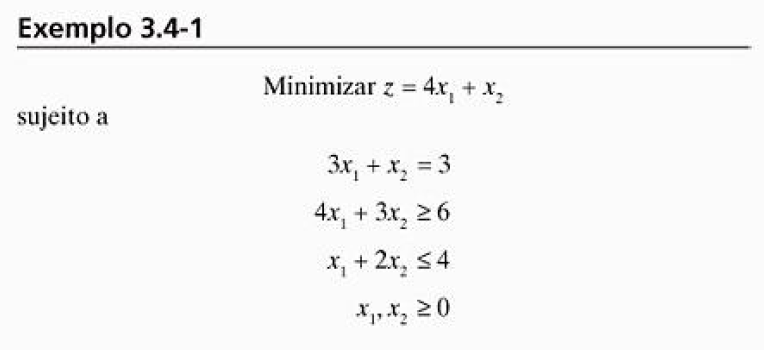 Exemplo 3.4-1
Minimizar z = 4x₁ + x₂
sujeito a
3x₁ + x₂ = 3
4x₁ + 3x₂ ≥ 6
x₁ + 2x₂ ≤ 4
x₁, x₂ ≥ 0